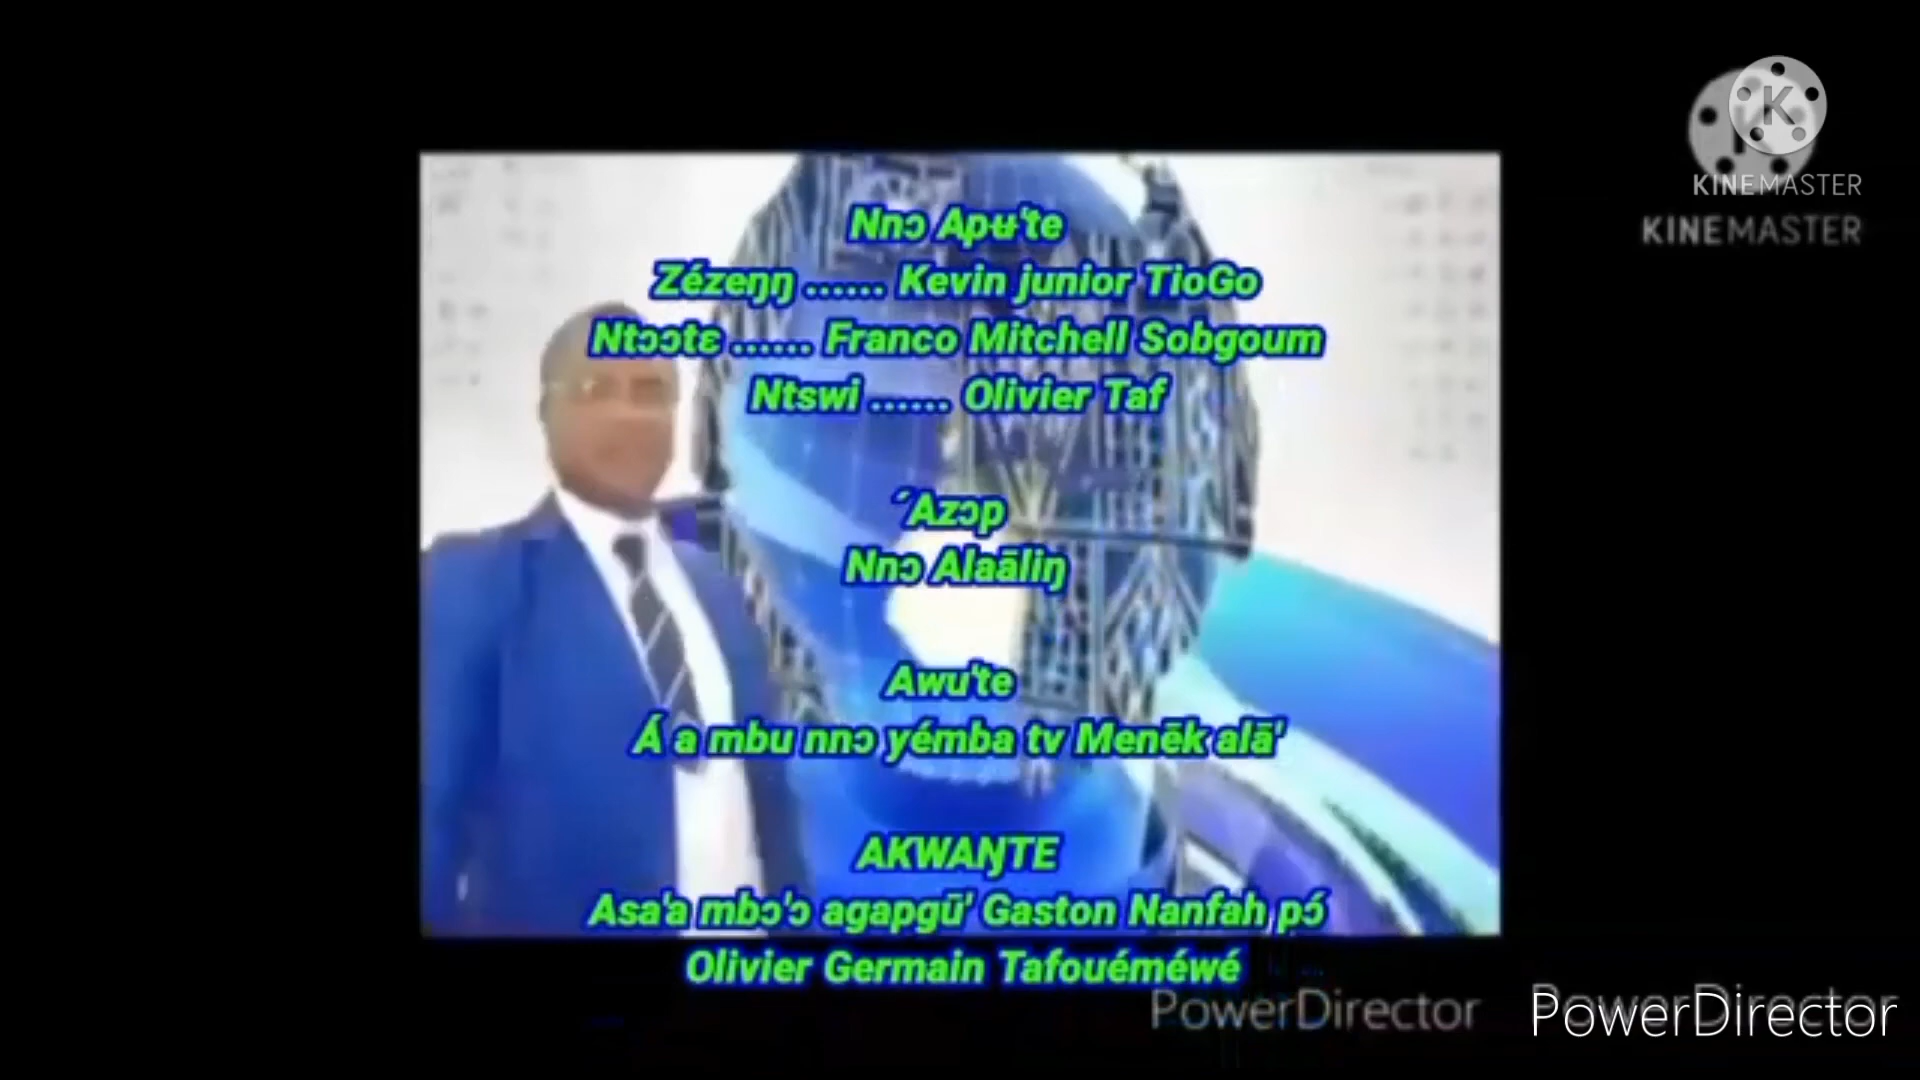 Nnɔ Apʉ'te
Zézeŋŋ ...... Kevin junior TioGo
Ntɔɔtɛ ...... Franco Mitchell Sobgoum
Ntswi ...... Olivier Taf
´Azɔp
Nnɔ Alaāliŋ
Awu'te
Á a mbu nnɔ yémba tv Menēk alā'
AKWAŊTE
Asa'a mbɔ'ɔ agapgū' Gaston Nanfah pɔ́
Olivier Germain Tafouéméwé
KINEMASTER
KINEMASTER
PowerDirector
PowerDirector